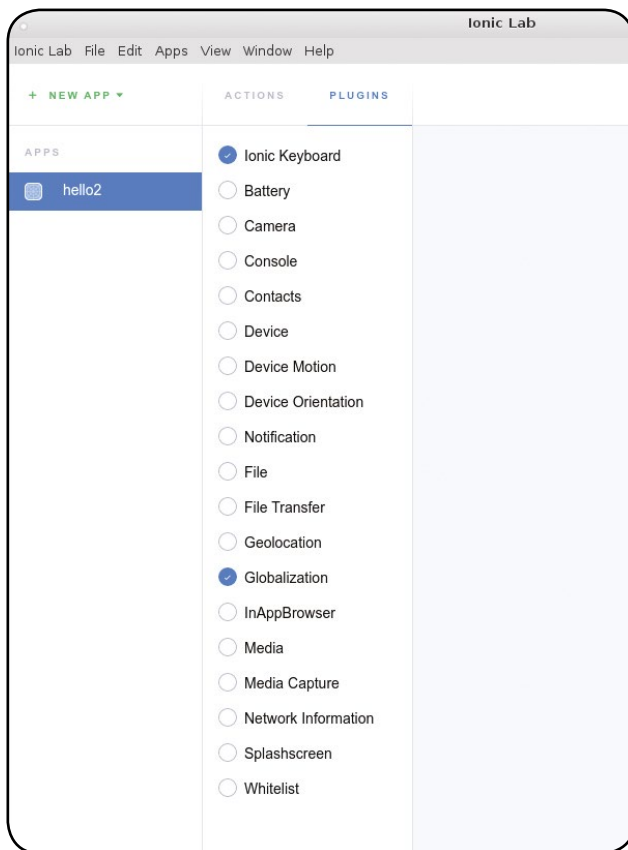 Ionic Lab
Ionic Lab File Edit Apps View Window Help
+ NEW APP
ACTIONS PLUGINS
APPS
hello2
Ionic Keyboard
Battery
Camera
Console
Contacts
Device
Device Motion
Device Orientation
Notification
File
File Transfer
Geolocation
Globalization
InAppBrowser
Media
Media Capture
Network Information
Splashscreen
Whitelist